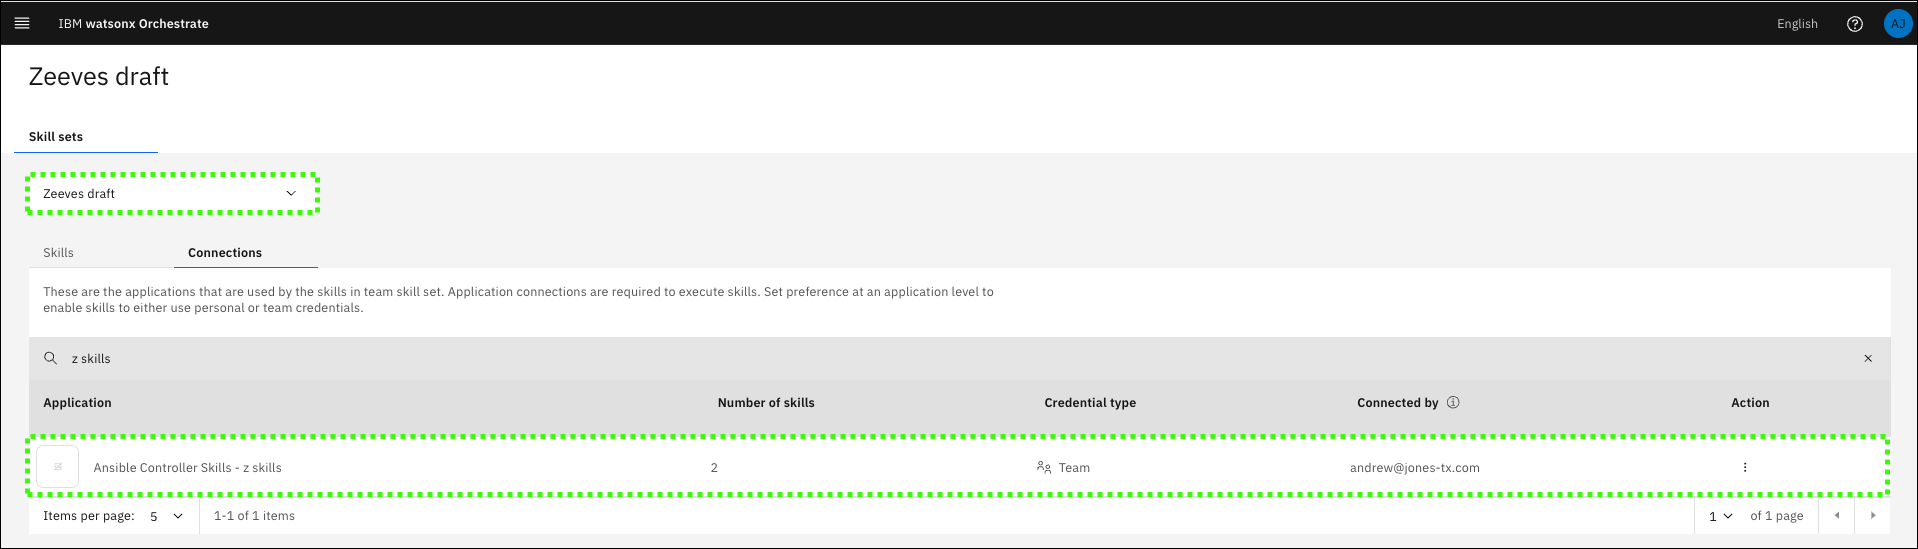 IBM watsonx Orchestrate
English
AJ
Zeeves draft
Skill sets
Zeeves draft
Skills
Connections
These are the applications that are used by the skills in team skill set. Application connections are required to execute skills. Set preference at an application level to
enable skills to either use personal or team credentials.
z skills
Application
Number of skills
Credential type
Connected by
Action
Ansible Controller Skills - z skills
2
Team
andrew@jones-tx.com
Items per page: 5
1-1 of 1 items
1
of 1 page